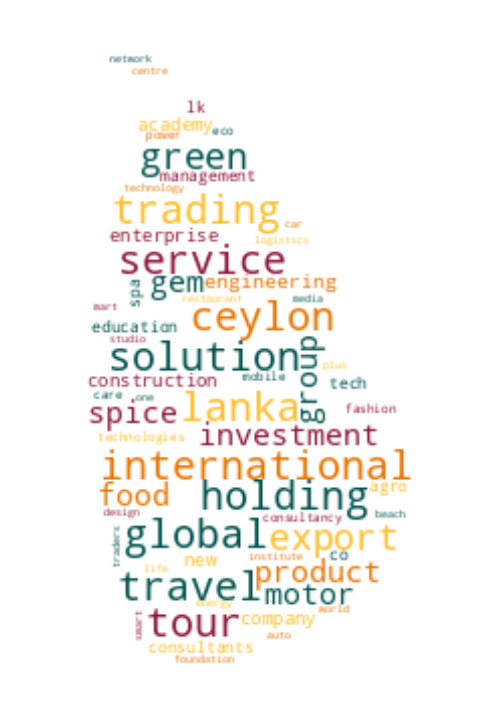 network
centre
lk
academy
power eco
green
management
technology
trading
car
enterprise logistics
service
spa gem engineering
restaurant media
mart ceylon
education
studio
solution group
plus
construction mobile tech
care one
spice lanka fashion
technologies investment
international
food holding agro
design consultancy beach
traders global export
new institute co
life product
travel motor
energy world
smart tour company
auto
consultants
foundation